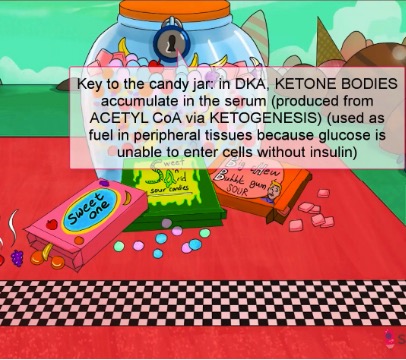 Key to the candy jar: in DKA, KETONE BODIES
accumulate in the serum (produced from
ACETYL CoA via KETOGENESIS) (used as
fuel in peripheral tissues because glucose is
unable to enter cells without insulin)
Sweet
sour candies
Bubble gum
SOUR
Sweet
one